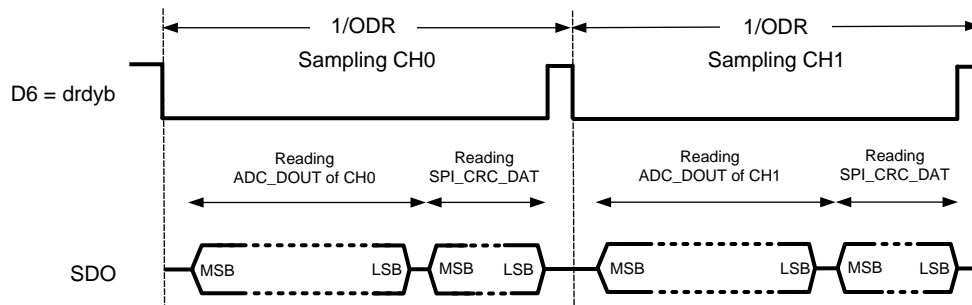 1/ODR
1/ODR
Sampling CH0
Sampling CH1
D6 = drdyb
Reading
ADC_DOUT of CH0
Reading
SPI_CRC_DAT
Reading
ADC_DOUT of CH1
Reading
SPI_CRC_DAT
SDO
MSB
LSB
MSB
LSB
MSB
LSB
MSB
LSB